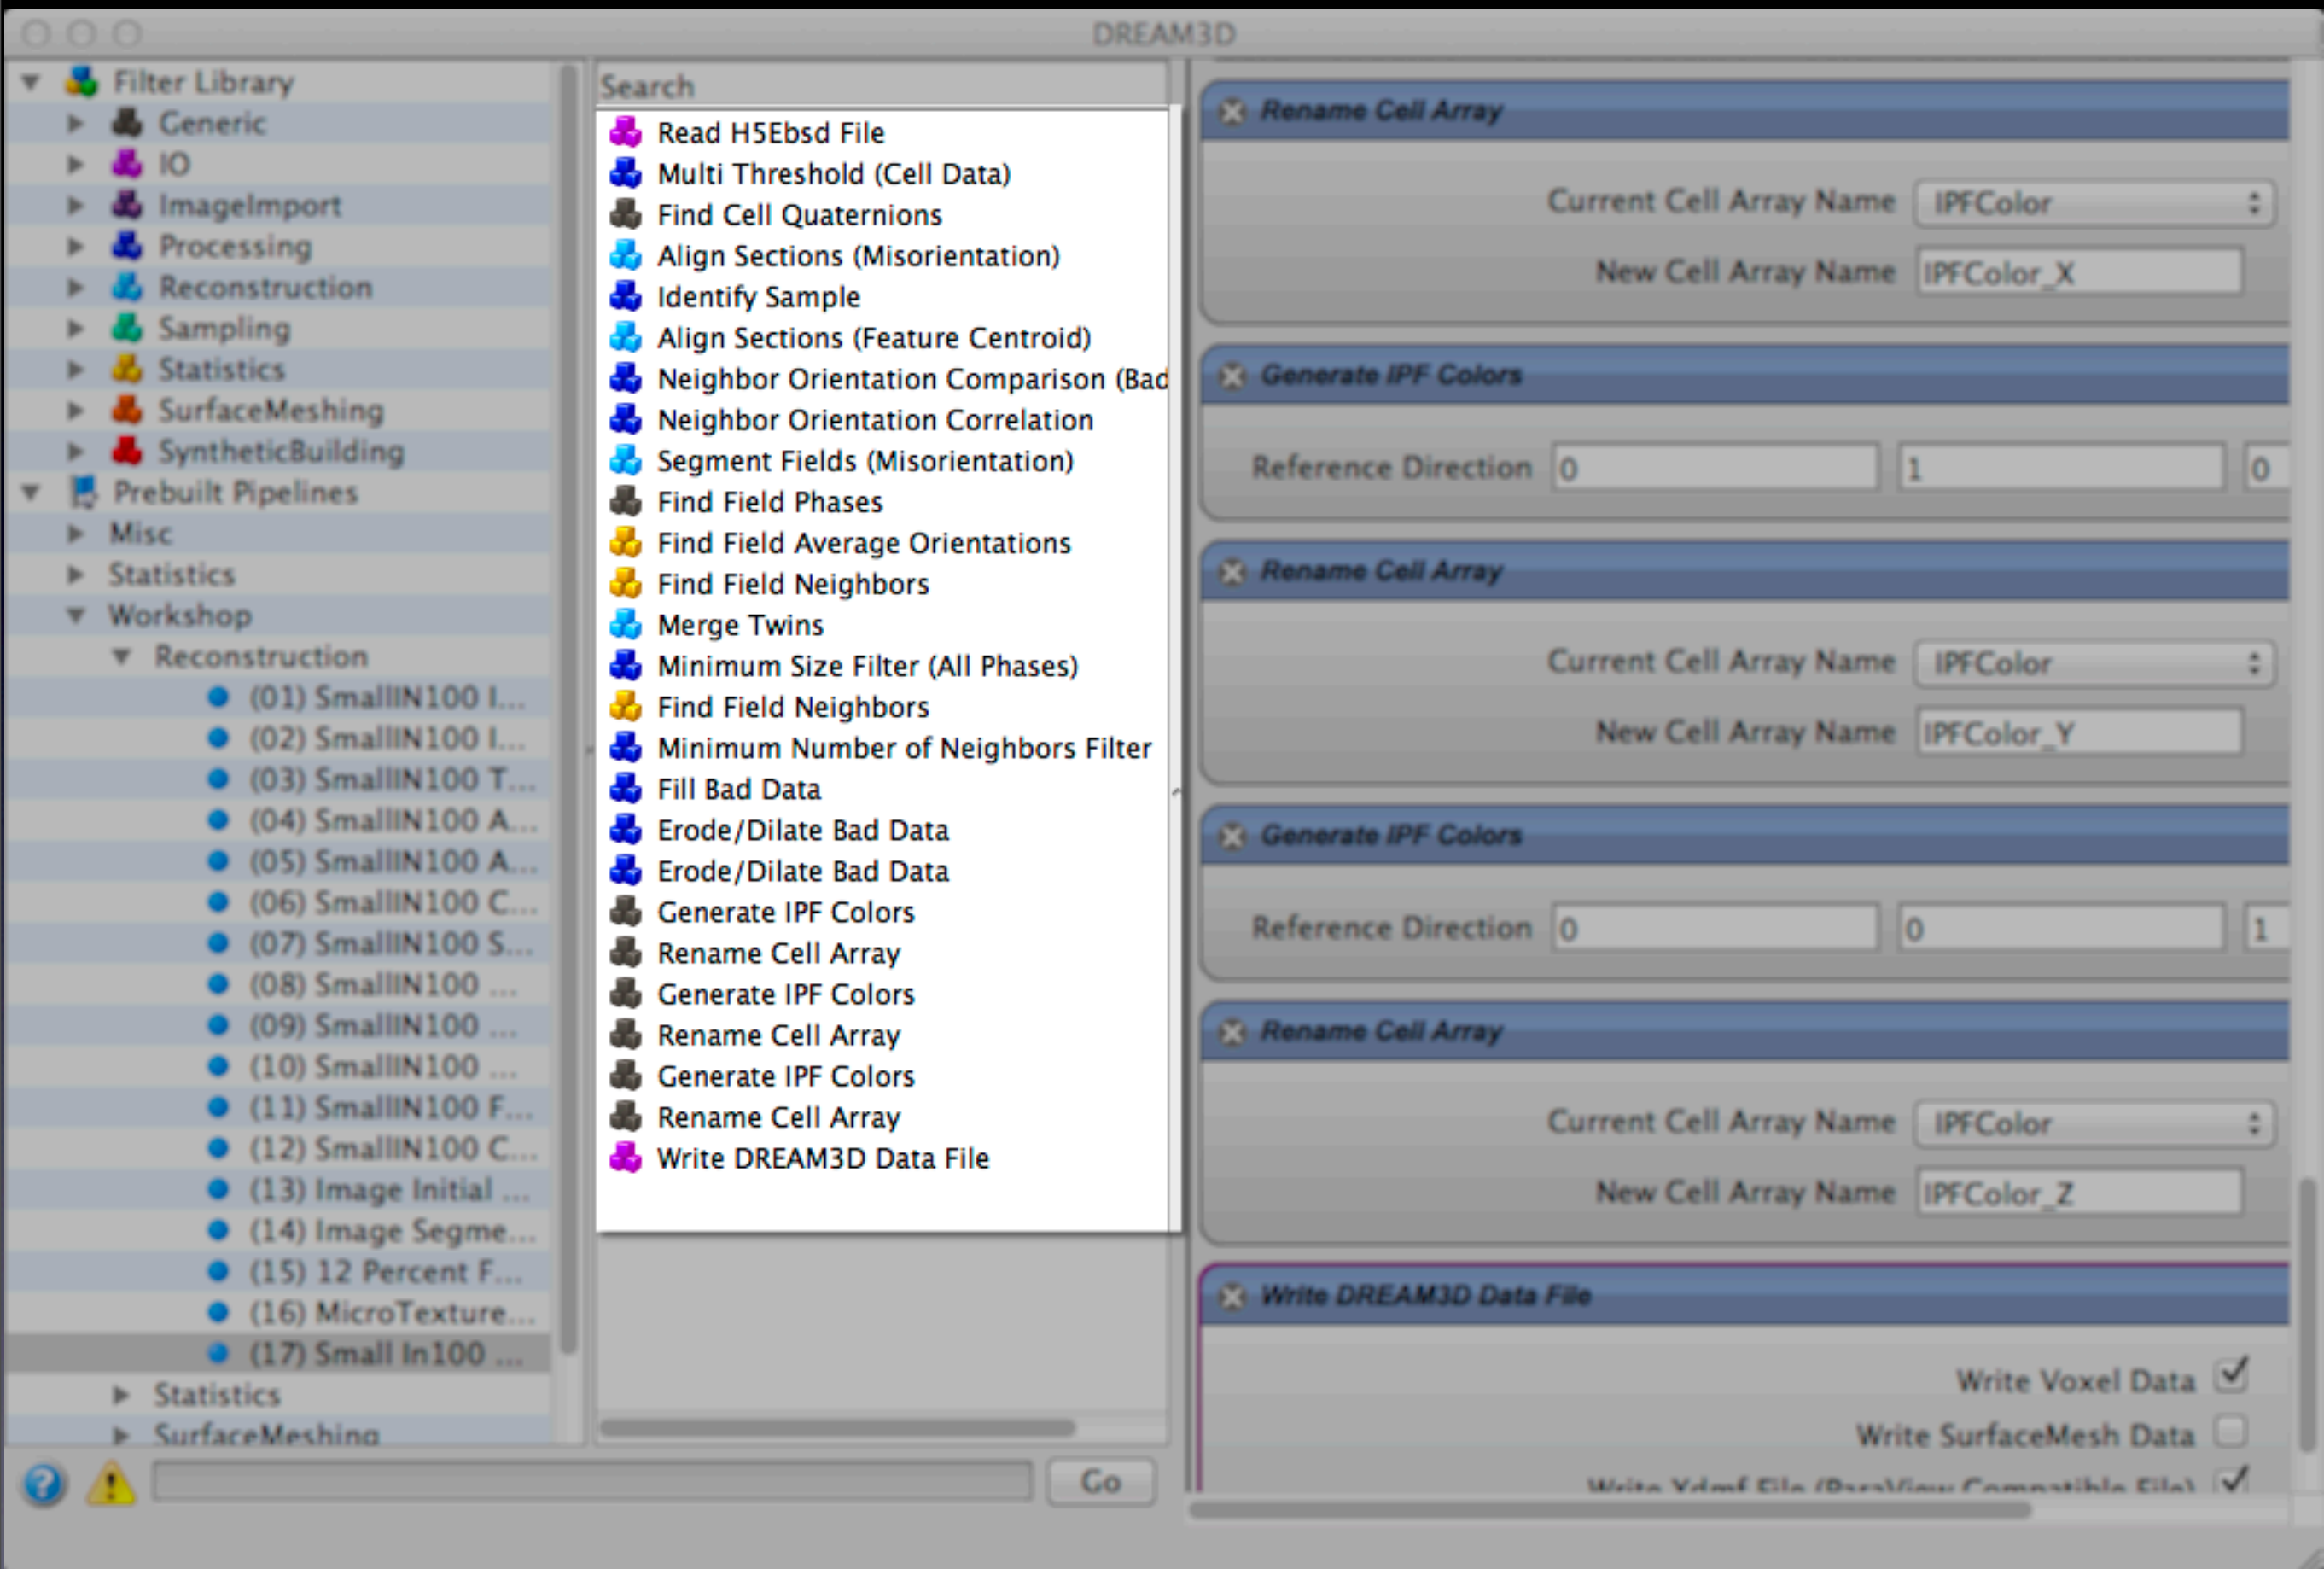 DREAM3D
Filter Library
Generic
IO
ImageImport
Processing
Reconstruction
Sampling
Statistics
SurfaceMeshing
SyntheticBuilding
Prebuilt Pipelines
Misc
Statistics
Workshop
Reconstruction
(01) SmallIN100 I...
(02) SmallIN100 I...
(03) SmallIN100 T...
(04) SmallIN100 A...
(05) SmallIN100 A...
(06) SmallIN100 C...
(07) SmallIN100 S...
(08) SmallIN100 ...
(09) SmallIN100 ...
(10) SmallIN100 ...
(11) SmallIN100 F...
(12) SmallIN100 C...
(13) Image Initial ...
(14) Image Segme...
(15) 12 Percent F...
(16) MicroTexture...
(17) Small In100 ...
Statistics
SurfaceMeshing
Search
Read H5Ebsd File
Multi Threshold (Cell Data)
Find Cell Quaternions
Align Sections (Misorientation)
Identify Sample
Align Sections (Feature Centroid)
Neighbor Orientation Comparison (Bad
Neighbor Orientation Correlation
Segment Fields (Misorientation)
Find Field Phases
Find Field Average Orientations
Find Field Neighbors
Merge Twins
Minimum Size Filter (All Phases)
Find Field Neighbors
Minimum Number of Neighbors Filter
Fill Bad Data
Erode/Dilate Bad Data
Erode/Dilate Bad Data
Generate IPF Colors
Rename Cell Array
Generate IPF Colors
Rename Cell Array
Generate IPF Colors
Rename Cell Array
Write DREAM3D Data File
Go
Rename Cell Array
Current Cell Array Name IPFColor
New Cell Array Name IPFColor_X
Generate IPF Colors
Reference Direction 0 1 0
Rename Cell Array
Current Cell Array Name IPFColor
New Cell Array Name IPFColor_Y
Generate IPF Colors
Reference Direction 0 0 1
Rename Cell Array
Current Cell Array Name IPFColor
New Cell Array Name IPFColor_Z
Write DREAM3D Data File
Write Voxel Data
Write SurfaceMesh Data
Write Xdmf File (ParaView Compatible File)